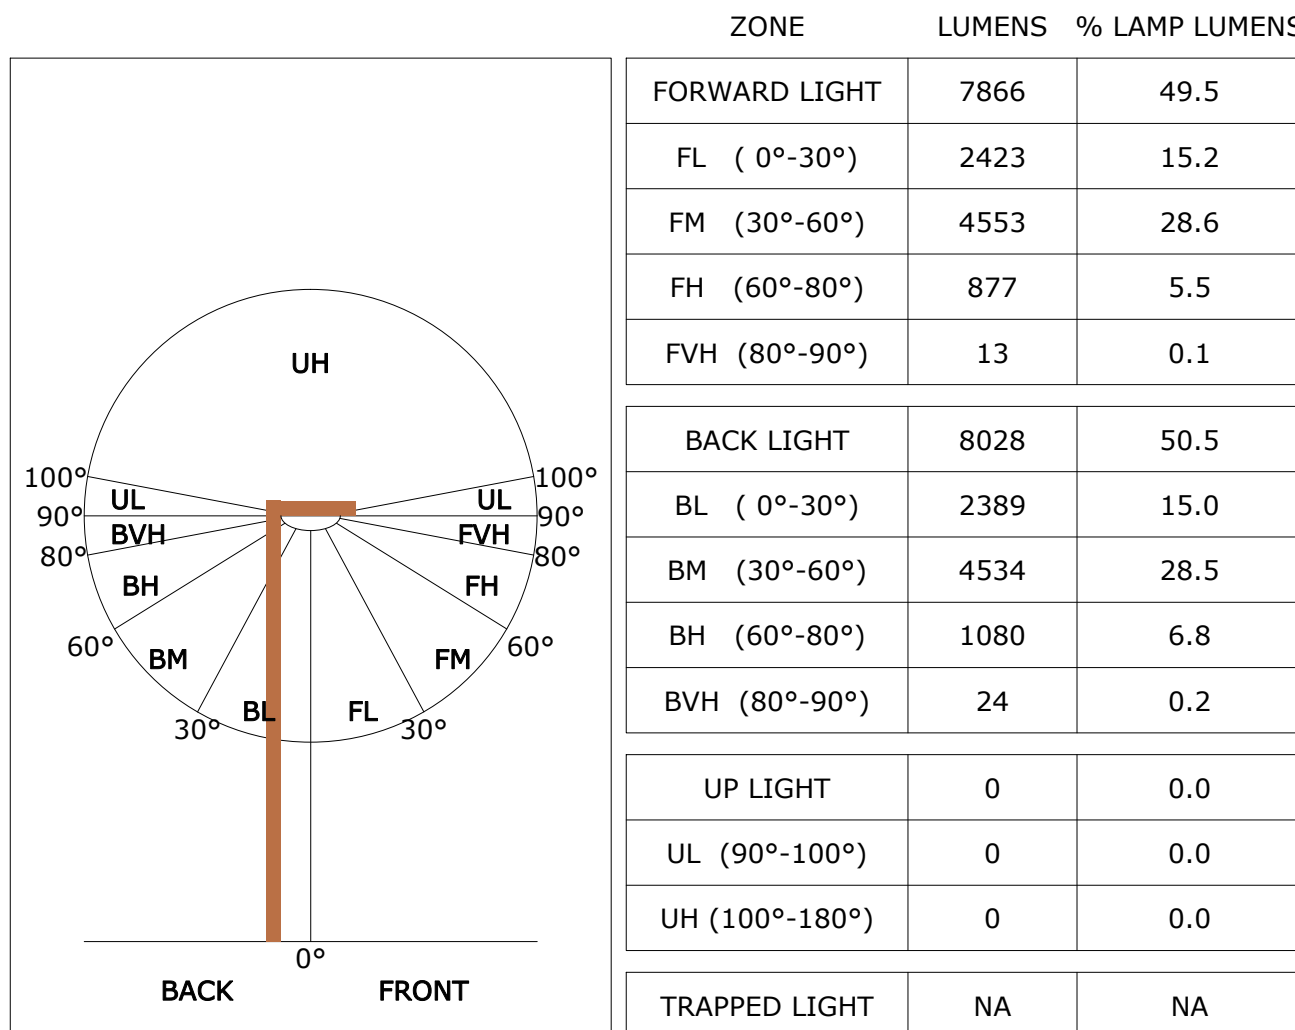 ZONE LUMENS % LAMP LUMENS
FORWARD LIGHT 7866 49.5
FL ( 0°-30°) 2423 15.2
FM (30°-60°) 4553 28.6
FH (60°-80°) 877 5.5
FVH (80°-90°) 13 0.1
BACK LIGHT 8028 50.5
BL ( 0°-30°) 2389 15.0
BM (30°-60°) 4534 28.5
BH (60°-80°) 1080 6.8
BVH (80°-90°) 24 0.2
UP LIGHT 0 0.0
UL (90°-100°) 0 0.0
UH (100°-180°) 0 0.0
TRAPPED LIGHT NA NA
UH
100° 100°
UL UL
90° 90°
BVH FVH
80° 80°
BH FH
60° 60°
BM FM
BL FL
30° 30°
0°
BACK FRONT